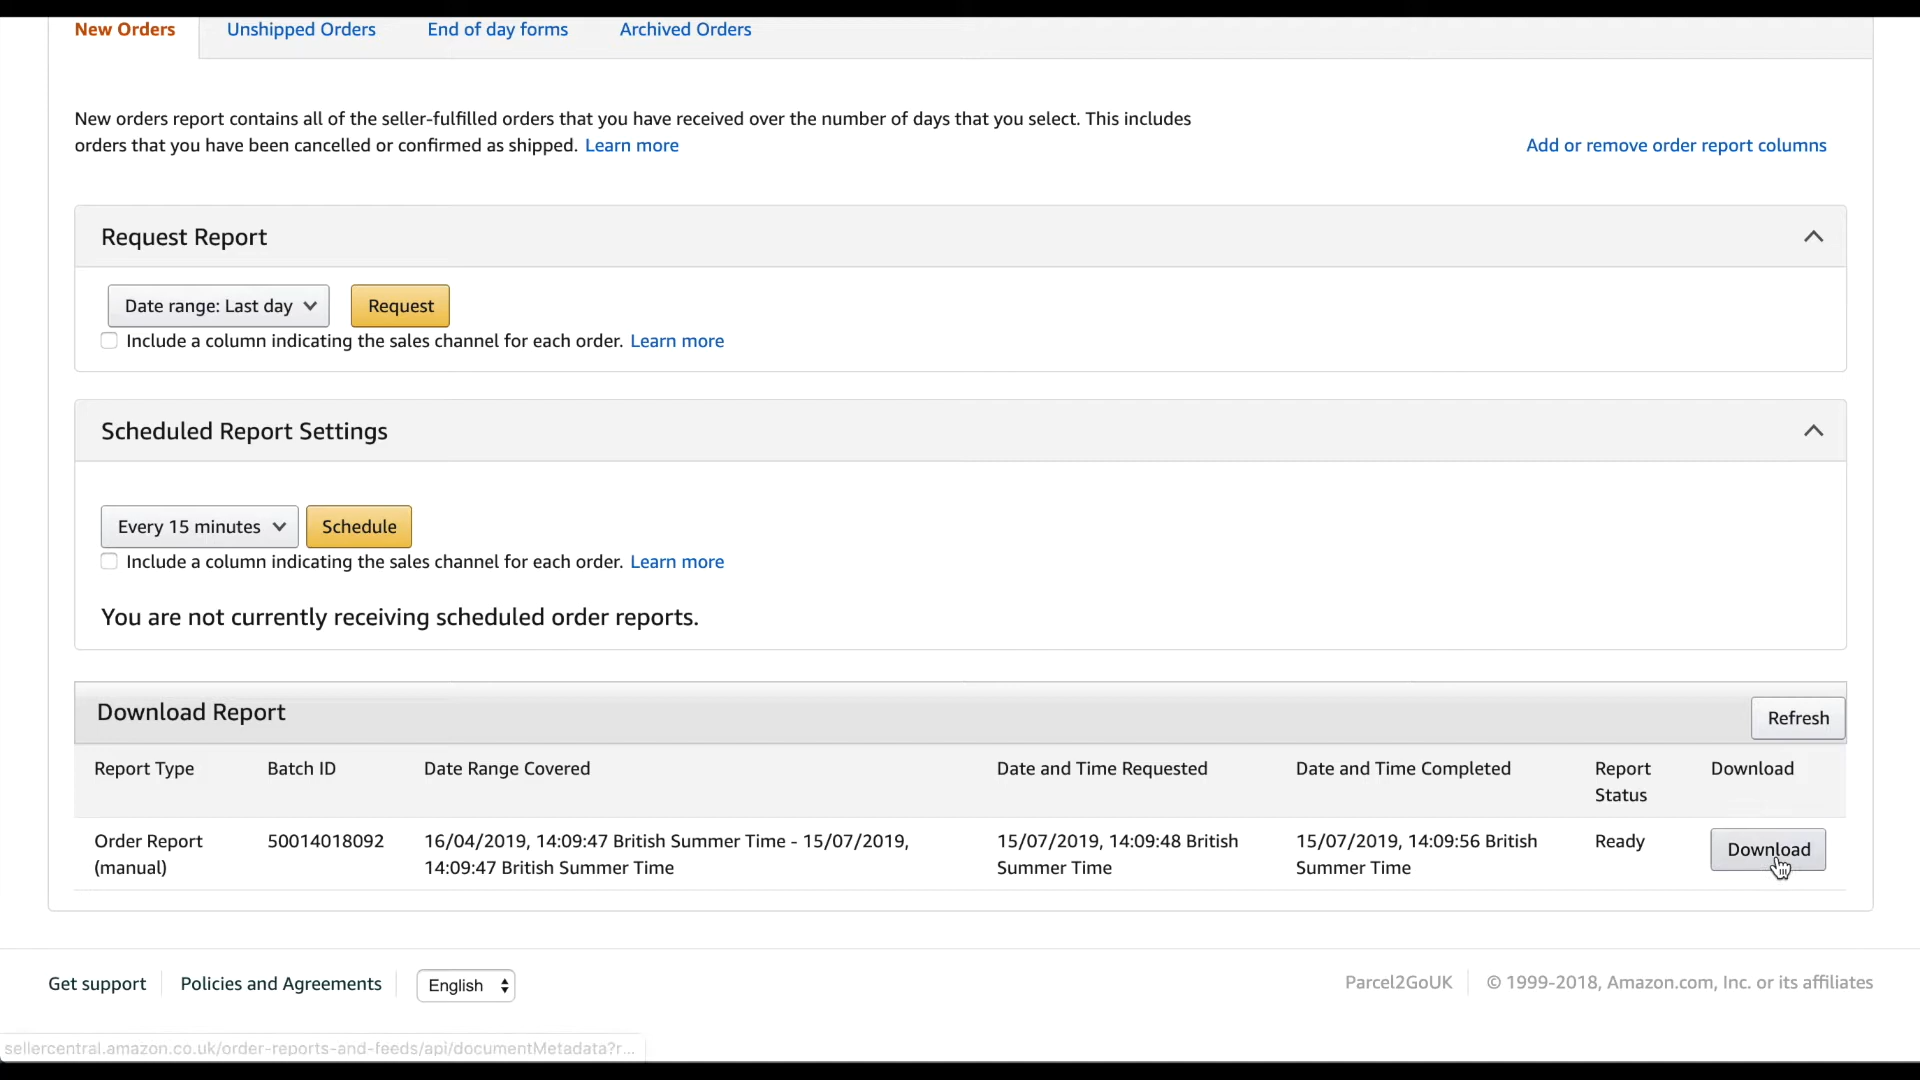 New Orders Unshipped Orders End of day forms Archived Orders
New orders report contains all of the seller-fulfilled orders that you have received over the number of days that you select. This includes
orders that you have been cancelled or confirmed as shipped. Learn more
Add or remove order report columns
Request Report
Date range: Last day Request
Include a column indicating the sales channel for each order. Learn more
Scheduled Report Settings
Every 15 minutes Schedule
Include a column indicating the sales channel for each order. Learn more
You are not currently receiving scheduled order reports.
Download Report Refresh
Report Type Batch ID Date Range Covered Date and Time Requested Date and Time Completed Report Download
Status
Order Report 50014018092 16/04/2019, 14:09:47 British Summer Time - 15/07/2019, 15/07/2019, 14:09:48 British 15/07/2019, 14:09:56 British Ready Download
(manual) 14:09:47 British Summer Time Summer Time Summer Time
Get support Policies and Agreements English Parcel2GoUK © 1999-2018, Amazon.com, Inc. or its affiliates
sellercentral.amazon.co.uk/order-reports-and-feeds/api/documentMetadata?r...